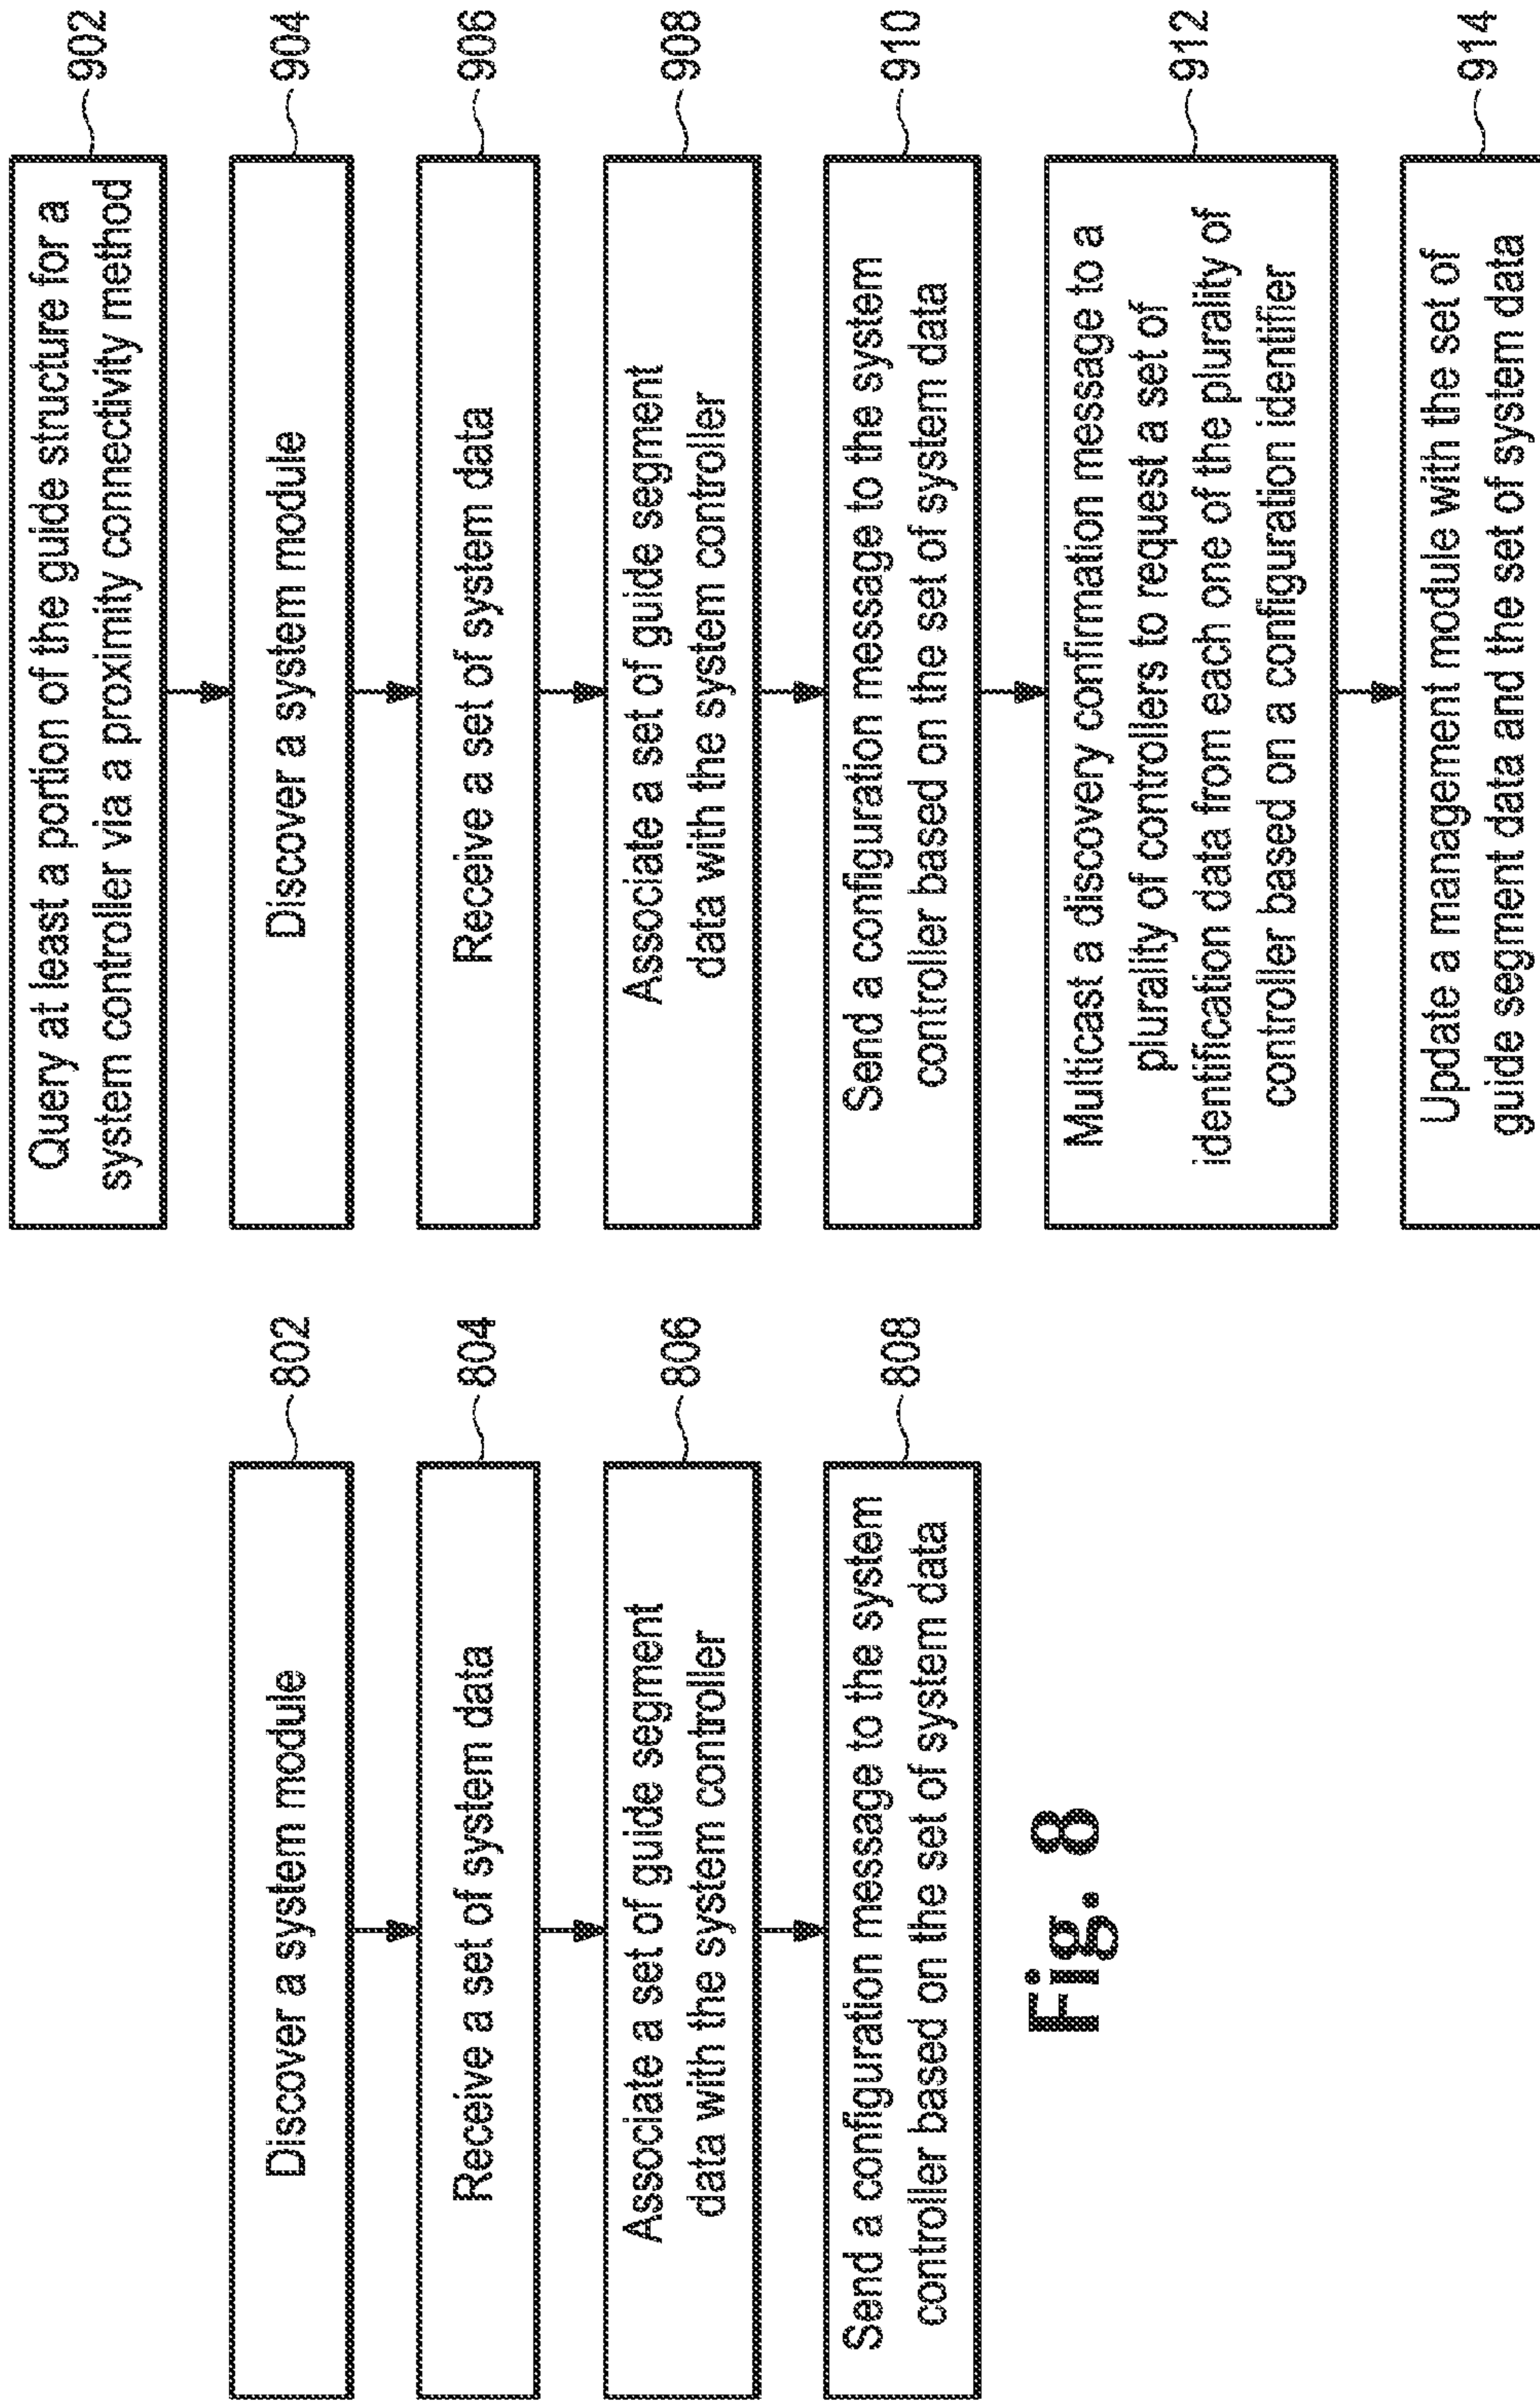 Discover a system module
802
Receive a set of system data
804
Associate a set of guide segment
data with the system controller
806
Send a configuration message to the system
controller based on the set of system data
808
Fig. 8
Query at least a portion of the guide structure for a
system controller via a proximity connectivity method
902
Discover a system module
904
Receive a set of system data
906
Associate a set of guide segment
data with the system controller
908
Send a configuration message to the system
controller based on the set of system data
910
Multicast a discovery confirmation message to a
plurality of controllers to request a set of
identification data from each one of the plurality of
controller based on a configuration identifier
912
Update a management module with the set of
guide segment data and the set of system data
914